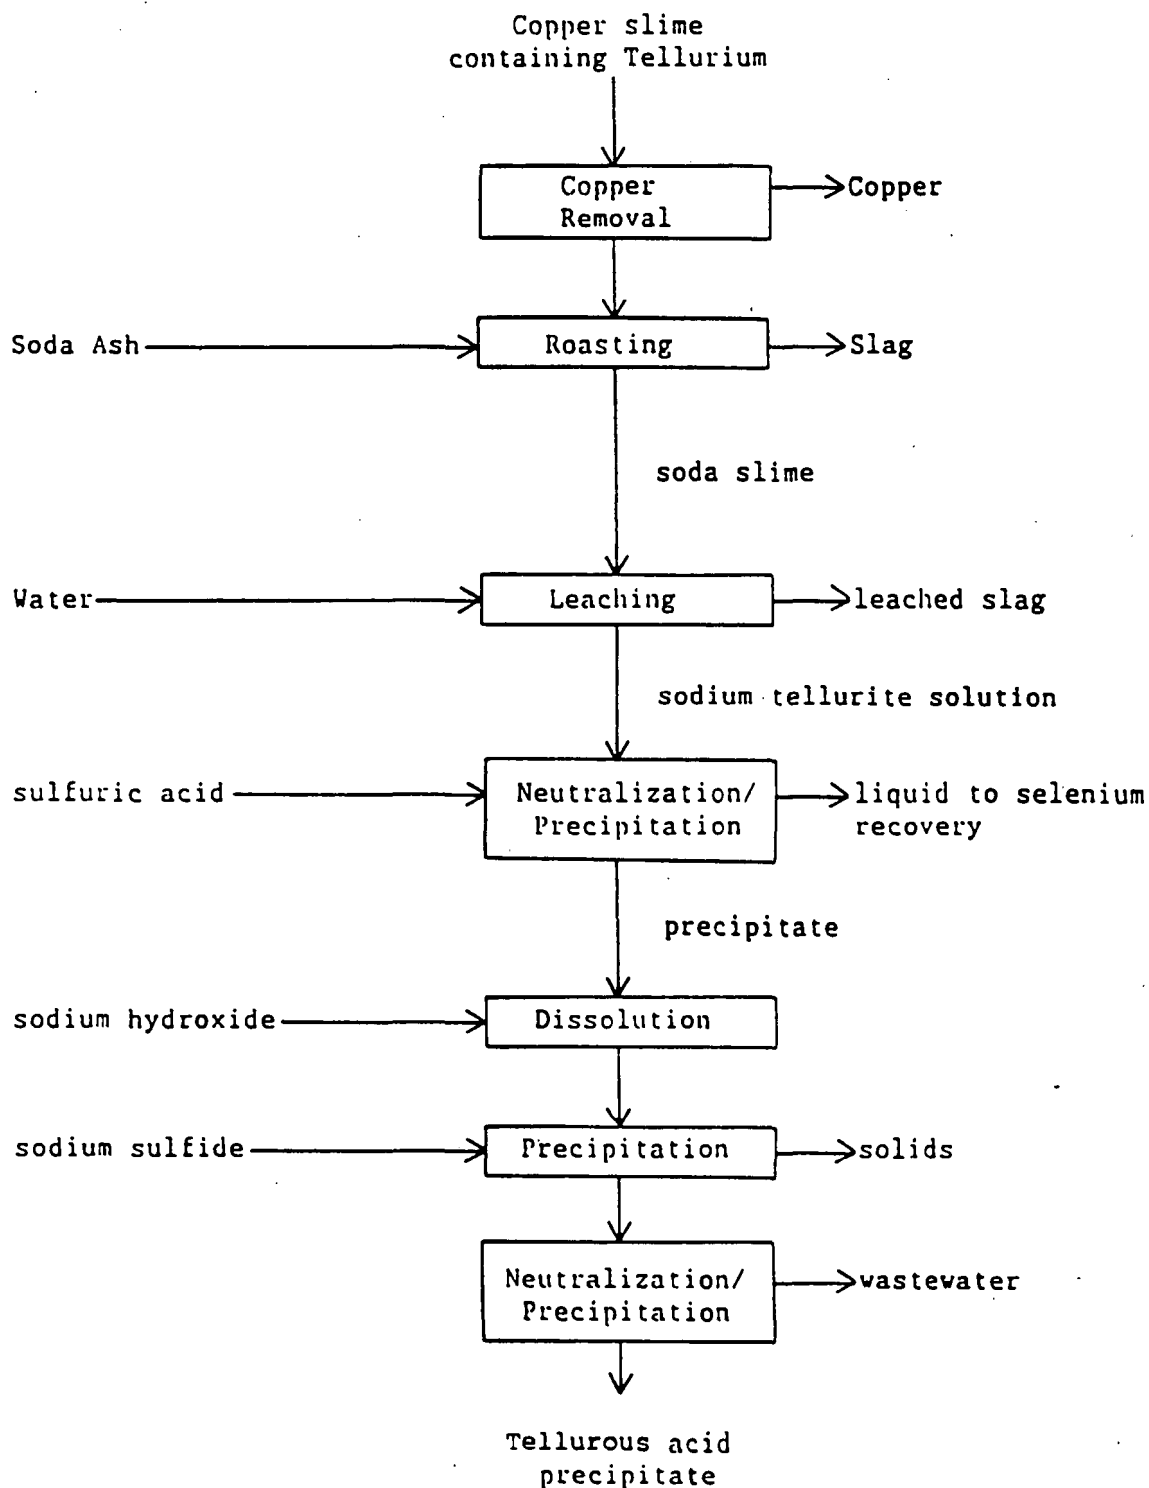 Copper slime
containing Tellurium
Copper
Removal
Copper
Soda Ash
Roasting
Slag
soda slime
Water
Leaching
leached slag
sodium tellurite solution
sulfuric acid
Neutralization/
Precipitation
liquid to selenium
recovery
precipitate
sodium hydroxide
Dissolution
sodium sulfide
Precipitation
solids
Neutralization/
Precipitation
wastewater
Tellurous acid
precipitate